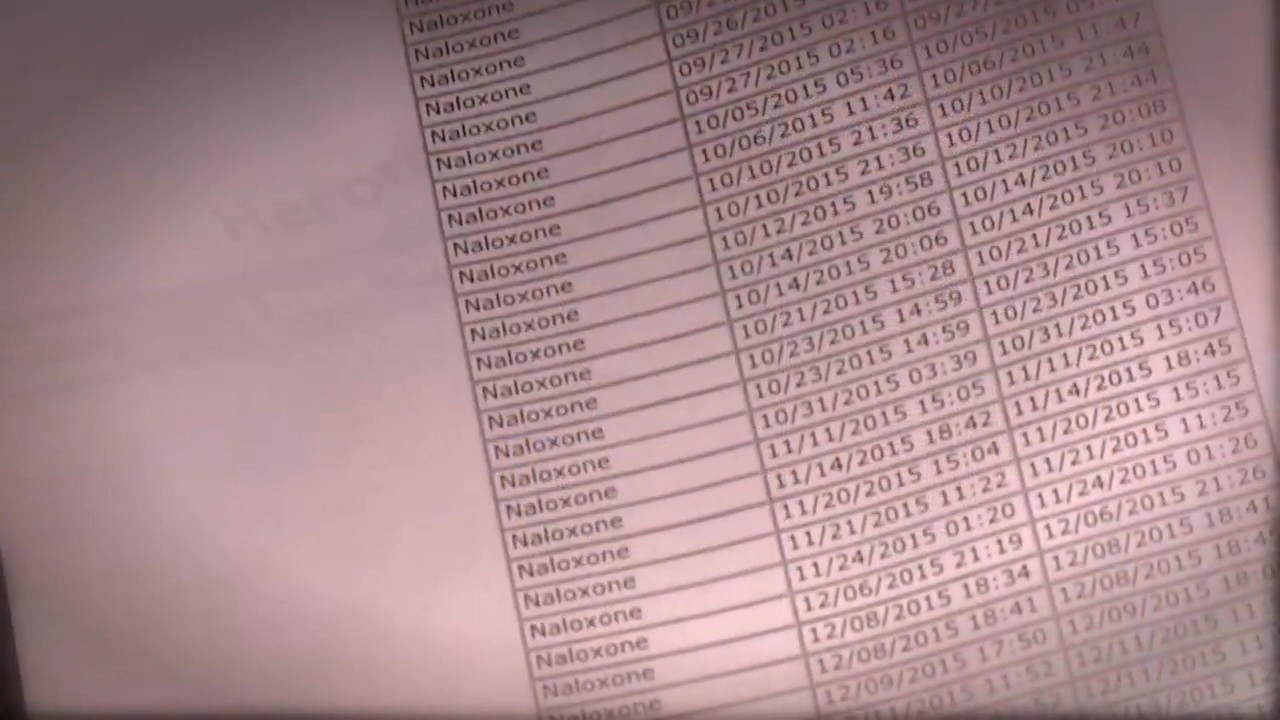 Naloxone
Naloxone
Naloxone
Naloxone 09/26/2015
Naloxone 09/27/2015 02:16
Naloxone 09/27/2015 02:16 09/27/
Naloxone 10/05/2015 05:36 10/05/2015
Naloxone 10/06/2015 11:42 10/06/2015 11:47
Naloxone 10/10/2015 21:36 10/10/2015 21:44
Naloxone 10/10/2015 21:36 10/10/2015 21:44
Naloxone 10/12/2015 19:58 10/12/2015 20:08
Naloxone 10/14/2015 20:06 10/14/2015 20:10
Naloxone 10/14/2015 20:06 10/14/2015 20:10
Naloxone 10/21/2015 15:28 10/21/2015 15:37
Naloxone 10/23/2015 14:59 10/23/2015 15:05
Naloxone 10/23/2015 14:59 10/23/2015 15:05
Naloxone 10/31/2015 03:39 10/31/2015 03:46
Naloxone 11/11/2015 15:05 11/11/2015 15:07
Naloxone 11/14/2015 18:42 11/14/2015 18:45
Naloxone 11/20/2015 15:04 11/20/2015 15:15
Naloxone 11/21/2015 11:22 11/21/2015 11:25
Naloxone 11/24/2015 01:20 11/24/2015 01:26
Naloxone 12/06/2015 21:19 12/06/2015 21:26
Naloxone 12/08/2015 18:34 12/08/2015 18:41
Naloxone 12/08/2015 18:41 12/08/2015
12/09/2015 17:50 12/09/2015
11:52 12/11/2015